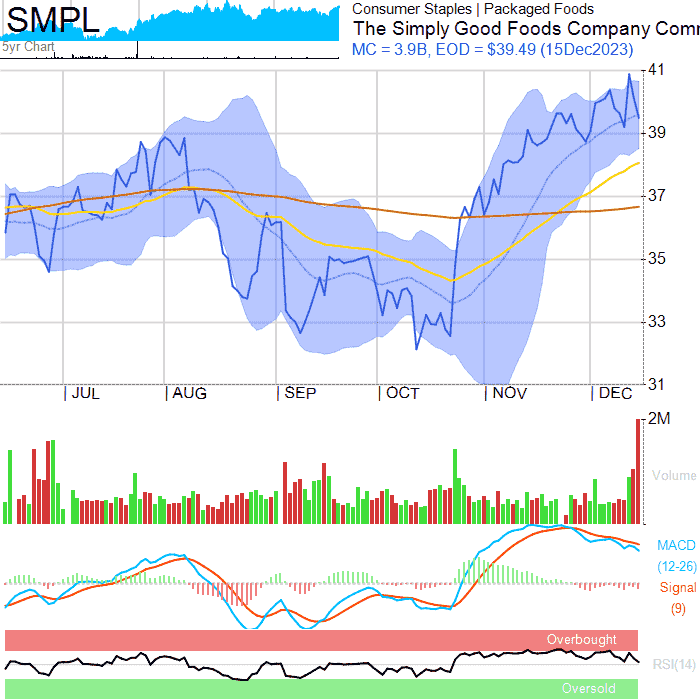 SMPL
5yr Chart
Consumer Staples | Packaged Foods
The Simply Good Foods Company Comm
MC = 3.9B, EOD = $39.49 (15Dec2023)
41
39
37
35
33
31
| JUL | AUG | SEP | OCT | NOV | DEC
2M
Volume
MACD
(12-26)
Signal
(9)
Overbought
RSI(14)
Oversold